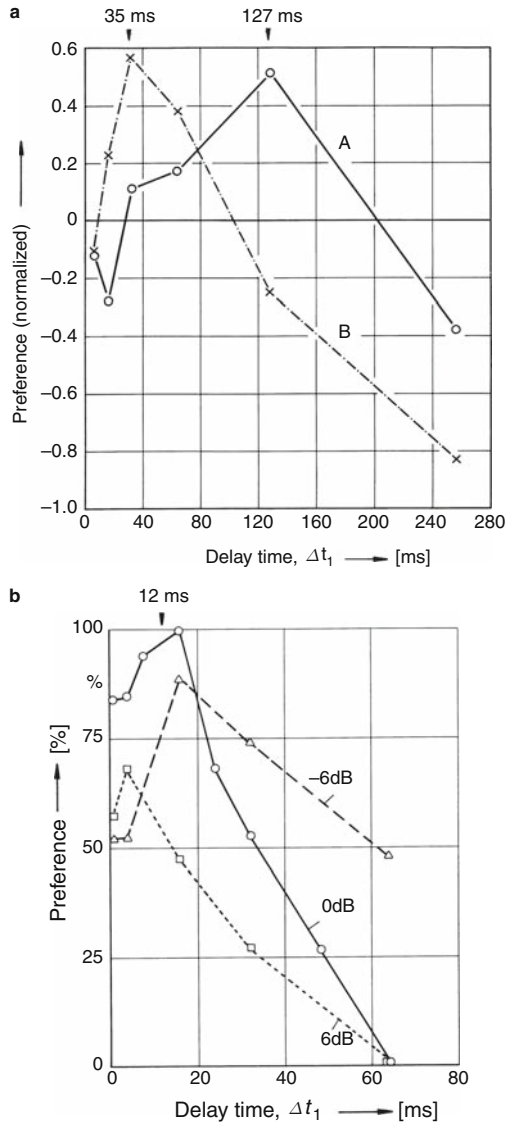 a
35 ms 127 ms
0.6
0.4
0.2
0
–0.2
–0.4
–0.6
–0.8
–1.0
Preference (normalized)
A
B
0 40 80 120 160 200 240 280
Delay time, Δt₁ [ms]
b
12 ms
100
%
75
50
25
0
Preference [%]
–6dB
0dB
6dB
0 20 40 60 80
Delay time, Δt₁ [ms]